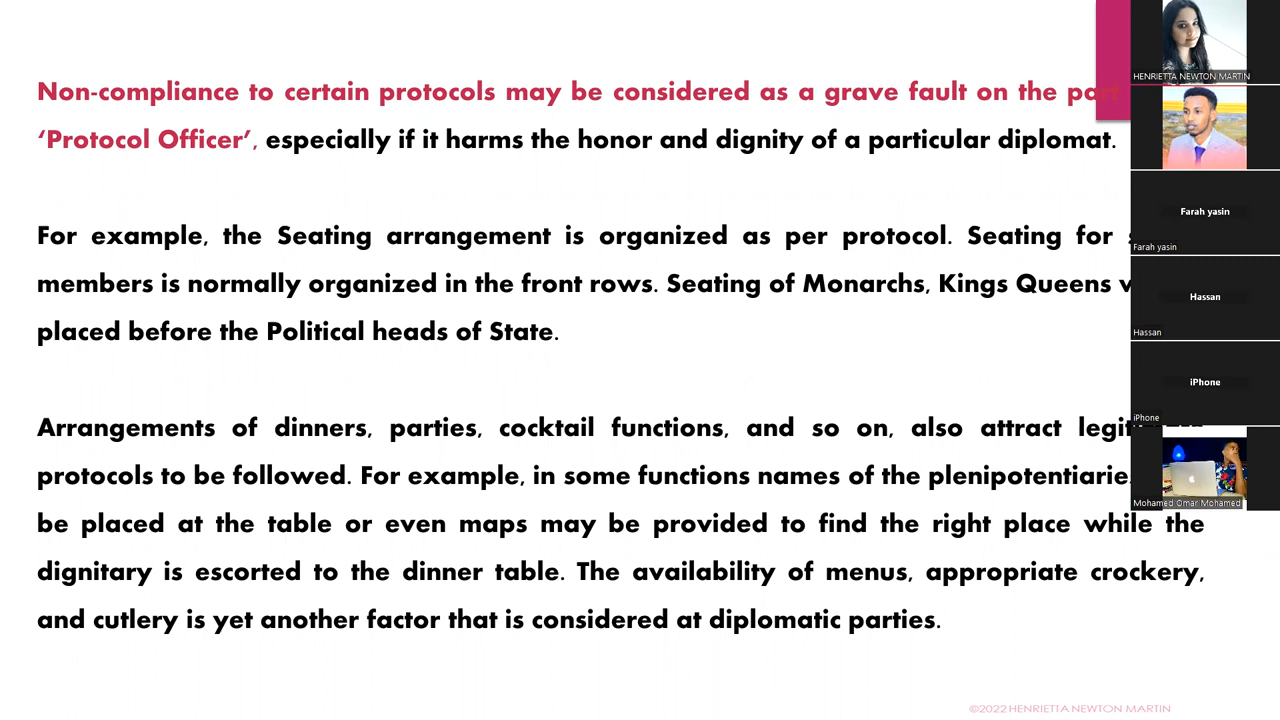 Non-compliance to certain protocols may be considered as a grave fault on the part
‘Protocol Officer’, especially if it harms the honor and dignity of a particular diplomat.
For example, the Seating arrangement is organized as per protocol. Seating for
members is normally organized in the front rows. Seating of Monarchs, Kings Queens
placed before the Political heads of State.
Arrangements of dinners, parties, cocktail functions, and so on, also attract
protocols to be followed. For example, in some functions names of the
be placed at the table or even maps may be provided to find the right place while the
dignitary is escorted to the dinner table. The availability of menus, appropriate crockery,
and cutlery is yet another factor that is considered at diplomatic parties.
©2022 HENRIETTA NEWTON MARTIN
HENRIETTA NEWTON MARTIN
Farah yasin
Farah yasin
Hassan
Hassan
iPhone
iPhone
Mohamed Omar Mohamed